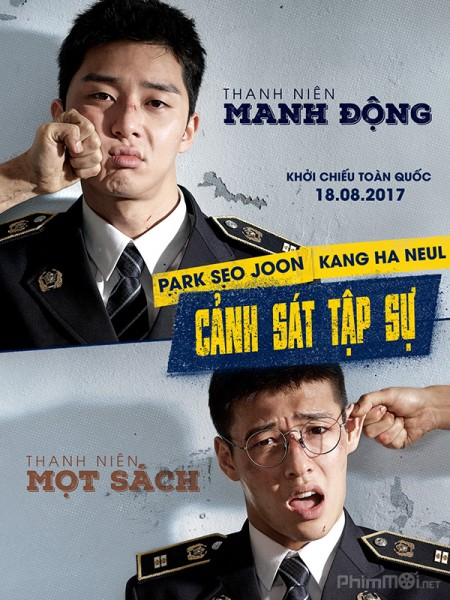 THANH NIÊN
MANH ĐỘNG
KHỞI CHIẾU TOÀN QUỐC
18.08.2017
PARK SEO JOON
KANG HA NEUL
CẢNH SÁT TẬP SỰ
THANH NIÊN
MỌT SÁCH
PHIMMOI.NET